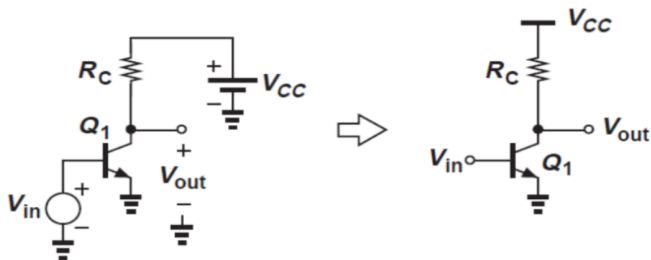 R_C
+
V_CC
−
Q_1
+
V_out
−
V_in
+
−
V_CC
R_C
V_out
V_in
Q_1